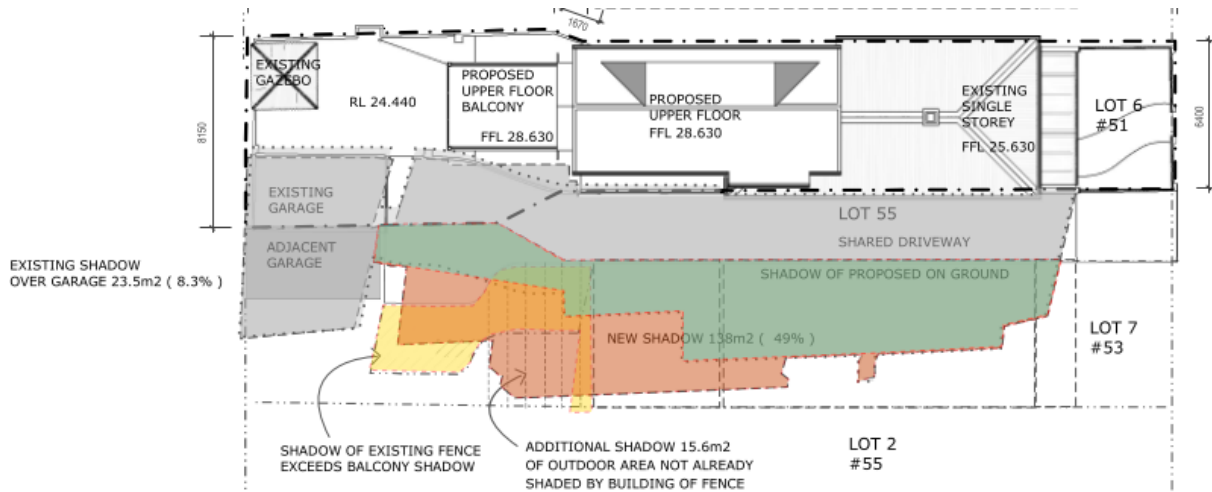 1670
EXISTING
GAZEBO
RL 24.440
PROPOSED
UPPER FLOOR
BALCONY
FFL 28.630
PROPOSED
UPPER FLOOR
FFL 28.630
EXISTING
SINGLE
STOREY
FFL 25.630
LOT 6
#51
8150
6400
EXISTING
GARAGE
LOT 55
SHARED DRIVEWAY
ADJACENT
GARAGE
EXISTING SHADOW
OVER GARAGE 23.5m2 ( 8.3% )
SHADOW OF PROPOSED ON GROUND
NEW SHADOW 138m2 ( 49% )
LOT 7
#53
SHADOW OF EXISTING FENCE
EXCEEDS BALCONY SHADOW
ADDITIONAL SHADOW 15.6m2
OF OUTDOOR AREA NOT ALREADY
SHADED BY BUILDING OF FENCE
LOT 2
#55